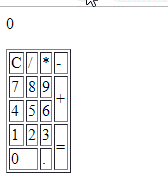 0
C / * -
7 8 9 +
4 5 6
1 2 3 =
0 .